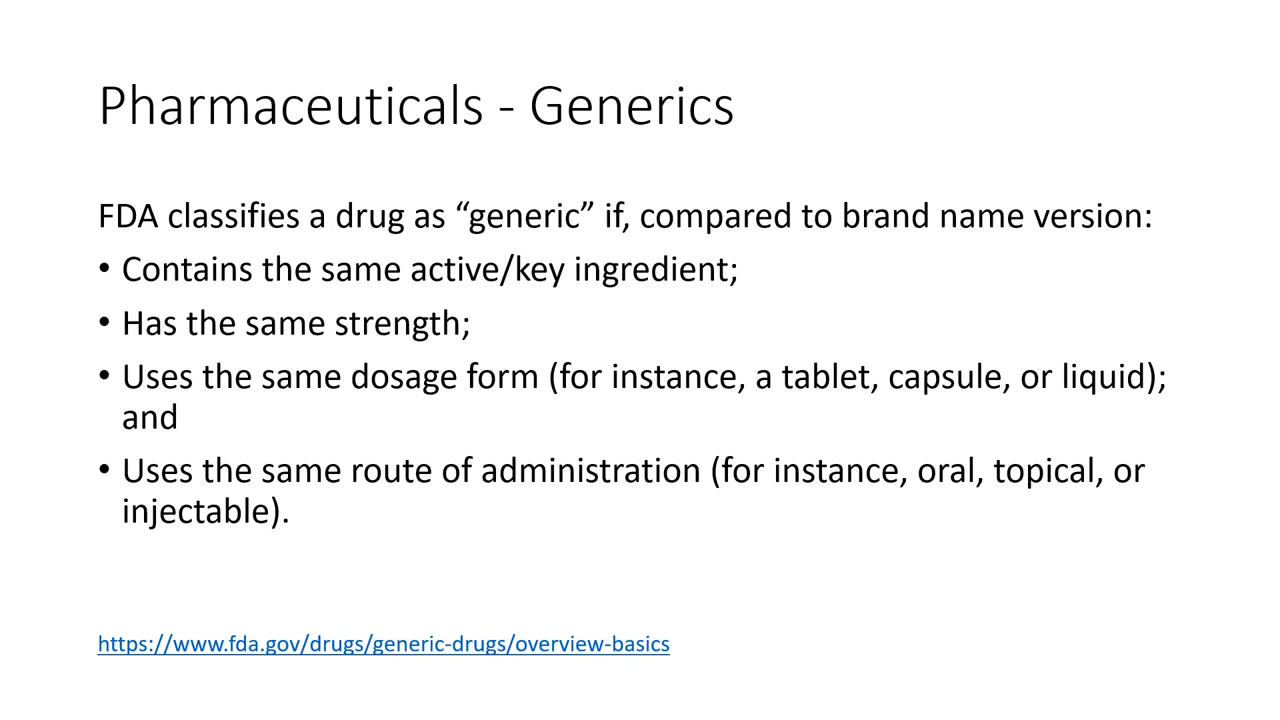 Pharmaceuticals - Generics
FDA classifies a drug as “generic” if, compared to brand name version:
• Contains the same active/key ingredient;
• Has the same strength;
• Uses the same dosage form (for instance, a tablet, capsule, or liquid);
and
• Uses the same route of administration (for instance, oral, topical, or
injectable).
https://www.fda.gov/drugs/generic-drugs/overview-basics